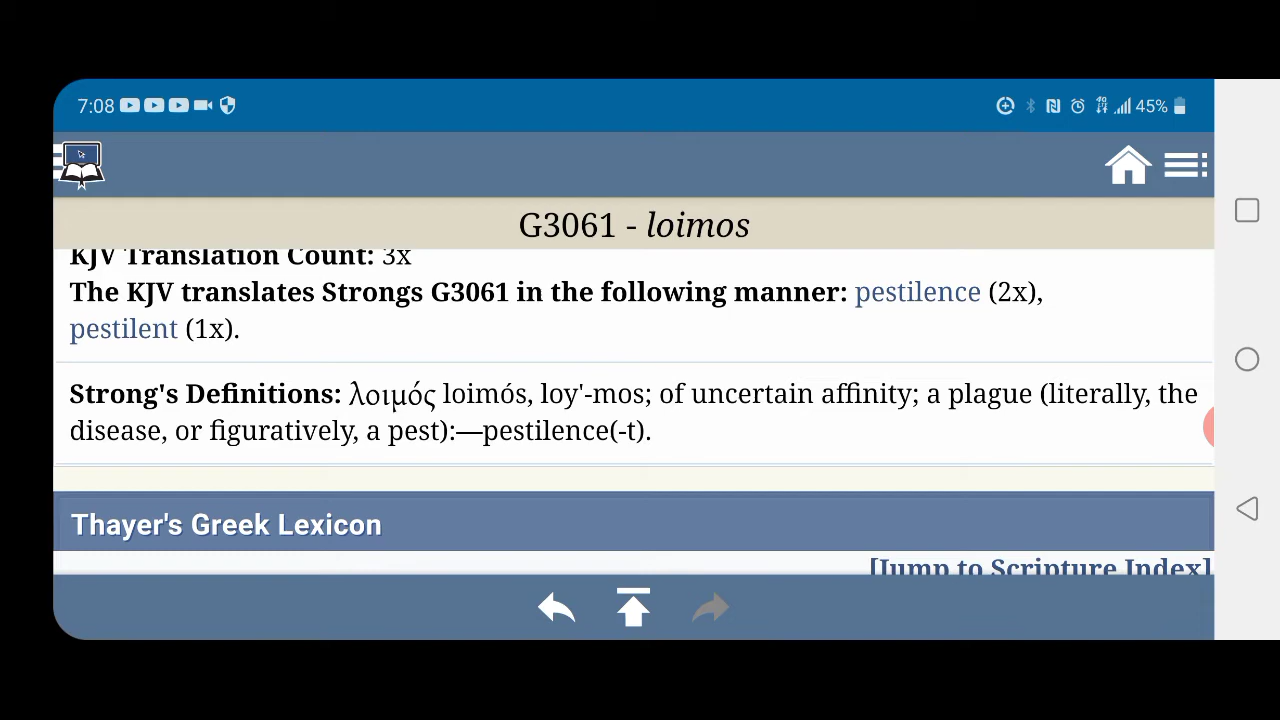 7:08 45%
G3061 - loimos
KJV Translation Count: 3x
The KJV translates Strongs G3061 in the following manner: pestilence (2x),
pestilent (1x).
Strong's Definitions: λοιμός loimós, loy'-mos; of uncertain affinity; a plague (literally, the
disease, or figuratively, a pest):—pestilence(-t).
Thayer's Greek Lexicon
[Jump to Scripture Index]